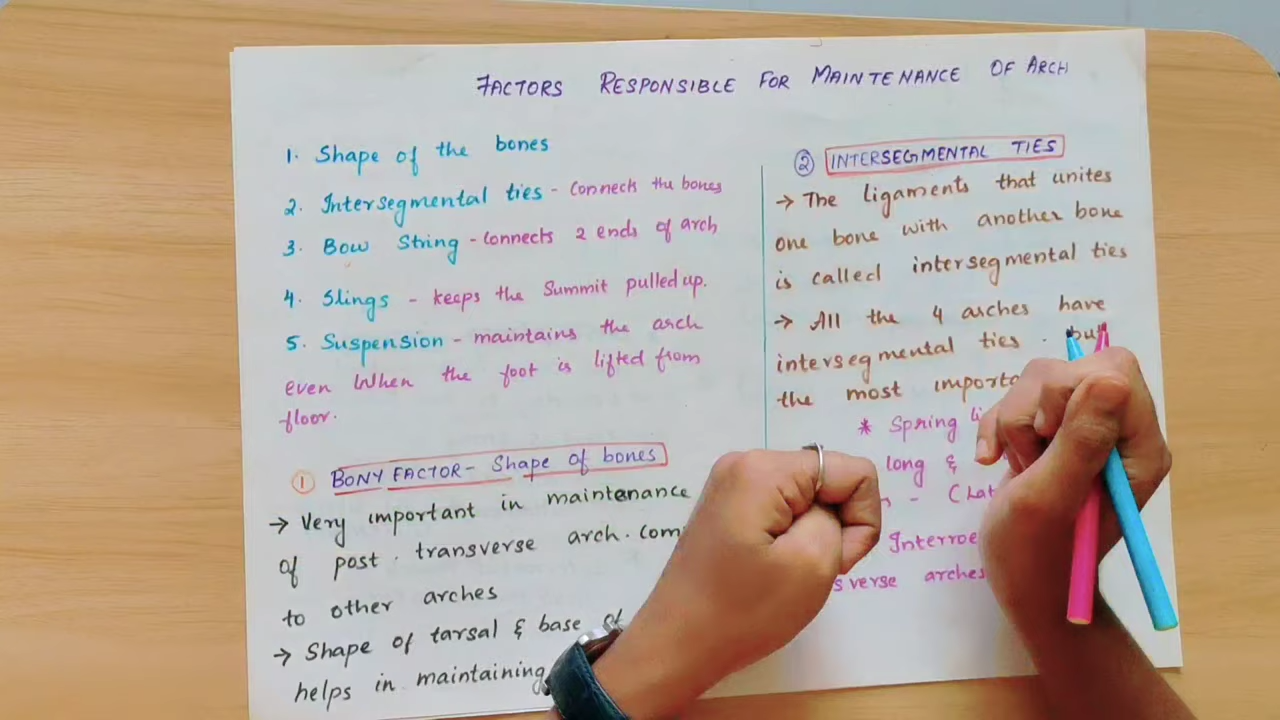 FACTORS RESPONSIBLE FOR MAINTENANCE OF ARCH
1. Shape of the bones
2. Intersegmental ties - connects the bones
3. Bow String - connects 2 ends of arch
4. Slings - keeps the Summit pulled up.
5. Suspension - maintains the arch
even When the foot is lifted from
floor.
① BONY FACTOR - Shape of bones
→ Very important in maintenance
of post. transverse arch.
to other arches
→ Shape of tarsal & base of
helps in maintaining
② INTERSEGMENTAL TIES
→ The ligaments that unites
one bone with another bone
is called intersegmental ties
→ All the 4 arches have
intersegmental ties. but
the most
* Spring
long &
arches